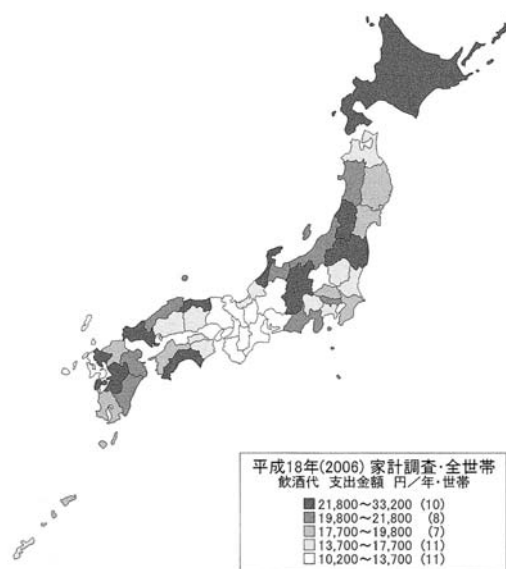 平成18年(2006) 家計調査・全世帯
飲酒代 支出金額 円／年・世帯
21,800～33,200 (10)
19,800～21,800 (8)
17,700～19,800 (7)
13,700～17,700 (11)
10,200～13,700 (11)